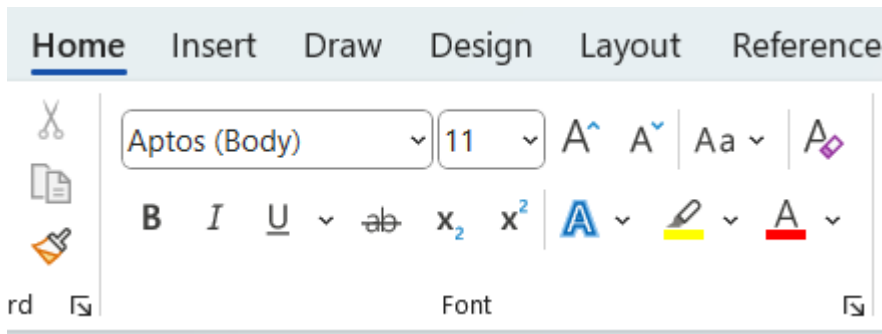 Home Insert Draw Design Layout Reference
Aptos (Body) 11 A A Aa A
B I U ab x₂ x² A A
rd Font